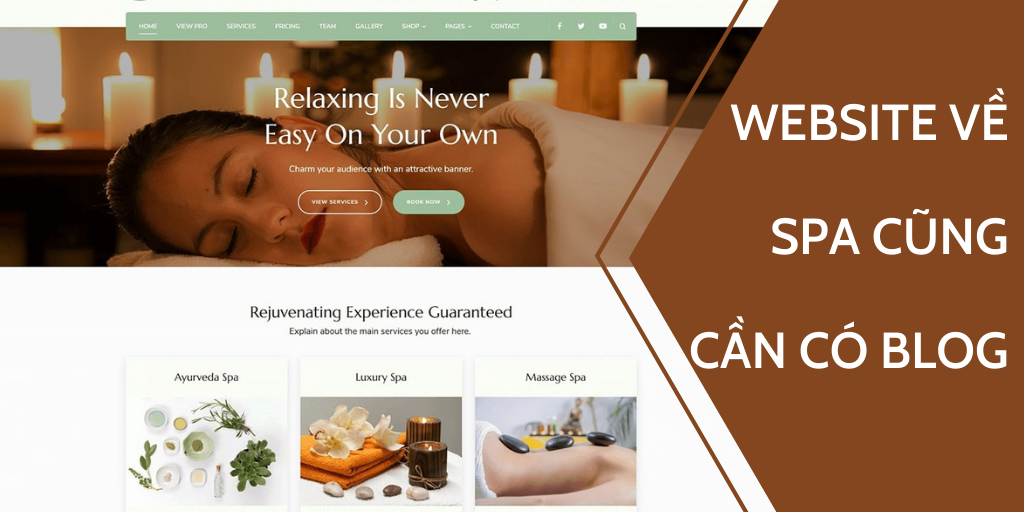 HOME VIEW PRO SERVICES PRICING TEAM GALLERY SHOP PAGES CONTACT
Relaxing Is Never
Easy On Your Own
Charm your audience with an attractive banner.
VIEW SERVICES BOOK NOW
Rejuvenating Experience Guaranteed
Explain about the main services you offer here.
Ayurveda Spa Luxury Spa Massage Spa
WEBSITE VỀ
SPA CŨNG
CẦN CÓ BLOG